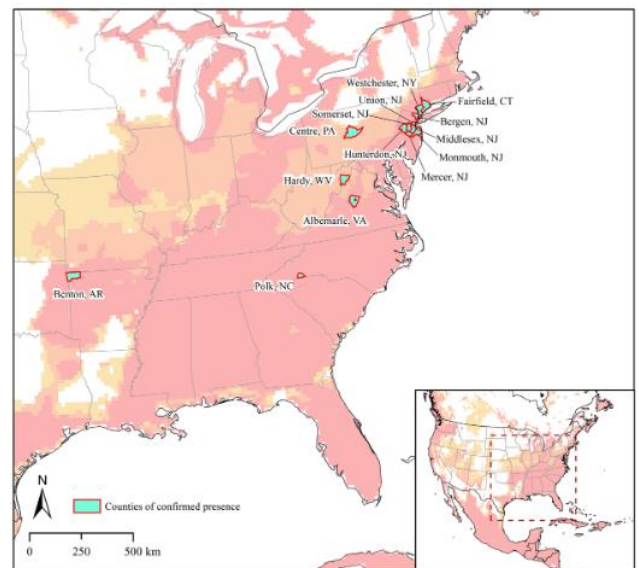 Westchester, NY
Union, NJ
Fairfield, CT
Somerset, NJ
Bergen, NJ
Centre, PA
Middlesex, NJ
Hunterdon, NJ
Monmouth, NJ
Mercer, NJ
Hardy, WV
Albemarle, VA
Benton, AR
Polk, NC
N
Counties of confirmed presence
0 250 500 km